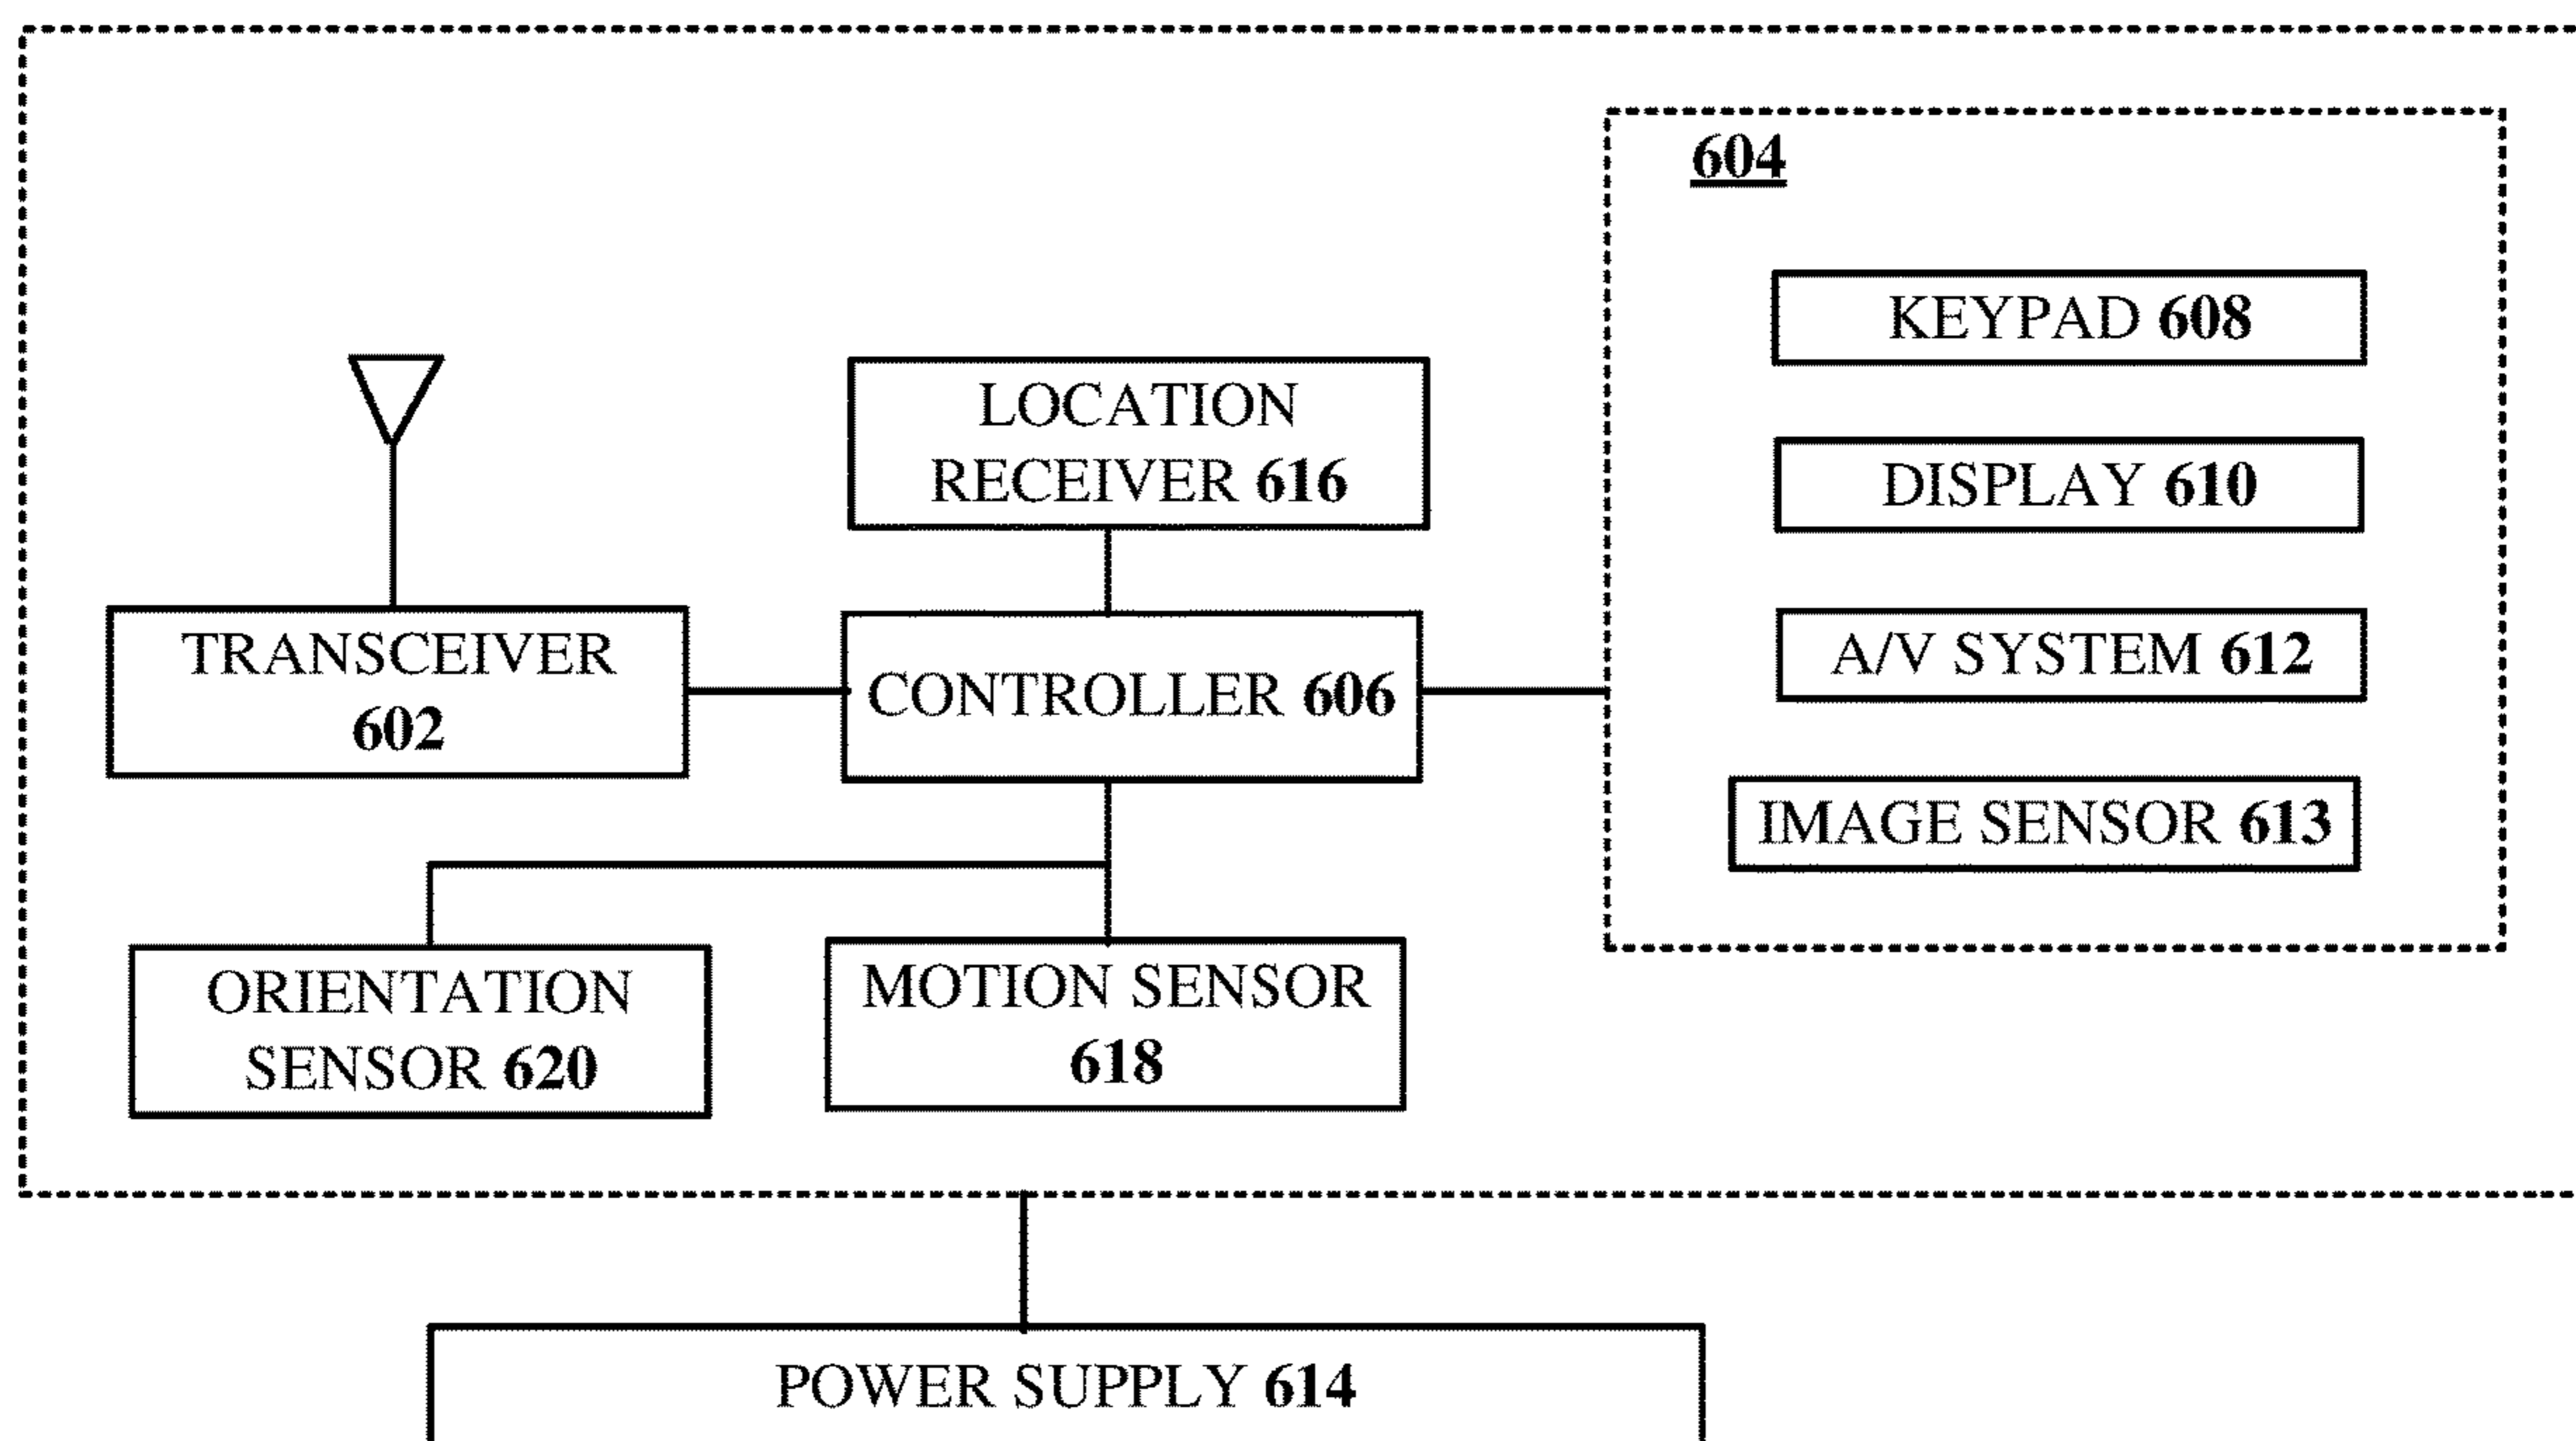 604
KEYPAD 608
LOCATION
RECEIVER 616
DISPLAY 610
TRANSCEIVER
602
CONTROLLER 606
A/V SYSTEM 612
IMAGE SENSOR 613
ORIENTATION
SENSOR 620
MOTION SENSOR
618
POWER SUPPLY 614